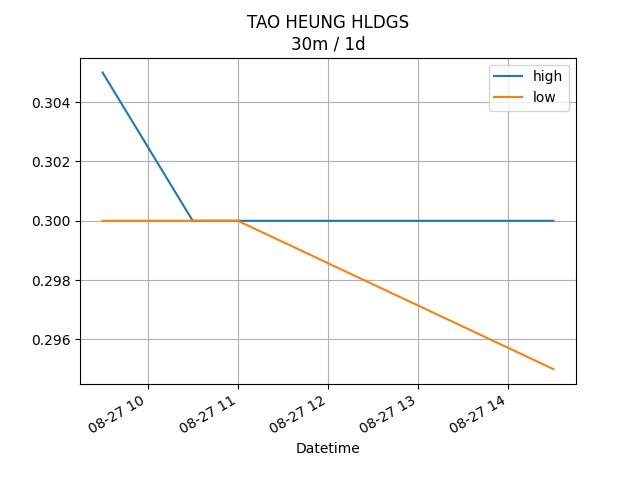 TAO HEUNG HLDGS
30m / 1d
high
low
0.304
0.302
0.300
0.298
0.296
08-27 10
08-27 11
08-27 12
08-27 13
08-27 14
Datetime